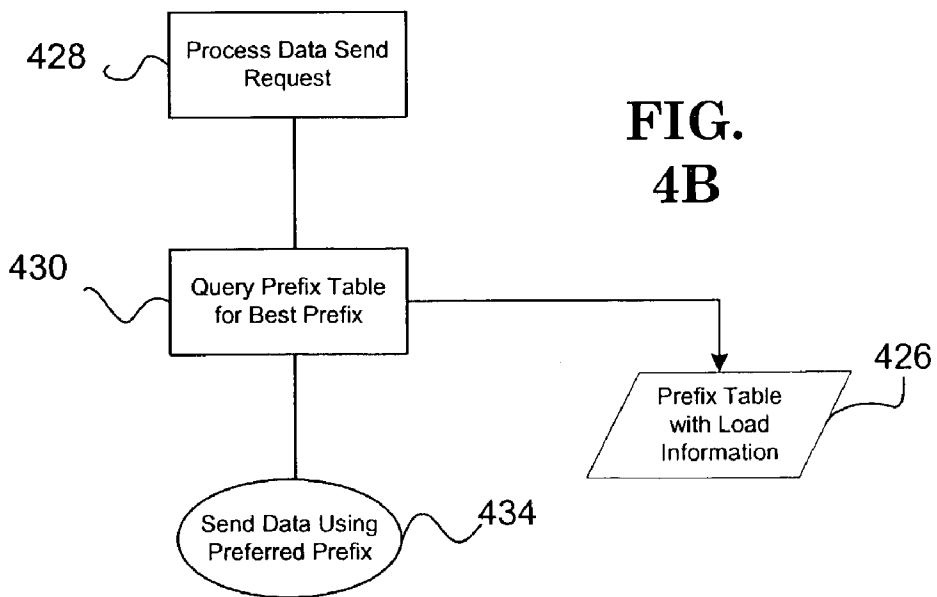 428
Process Data Send
Request
FIG.
4B
430
Query Prefix Table
for Best Prefix
426
Prefix Table
with Load
Information
Send Data Using
Preferred Prefix
434